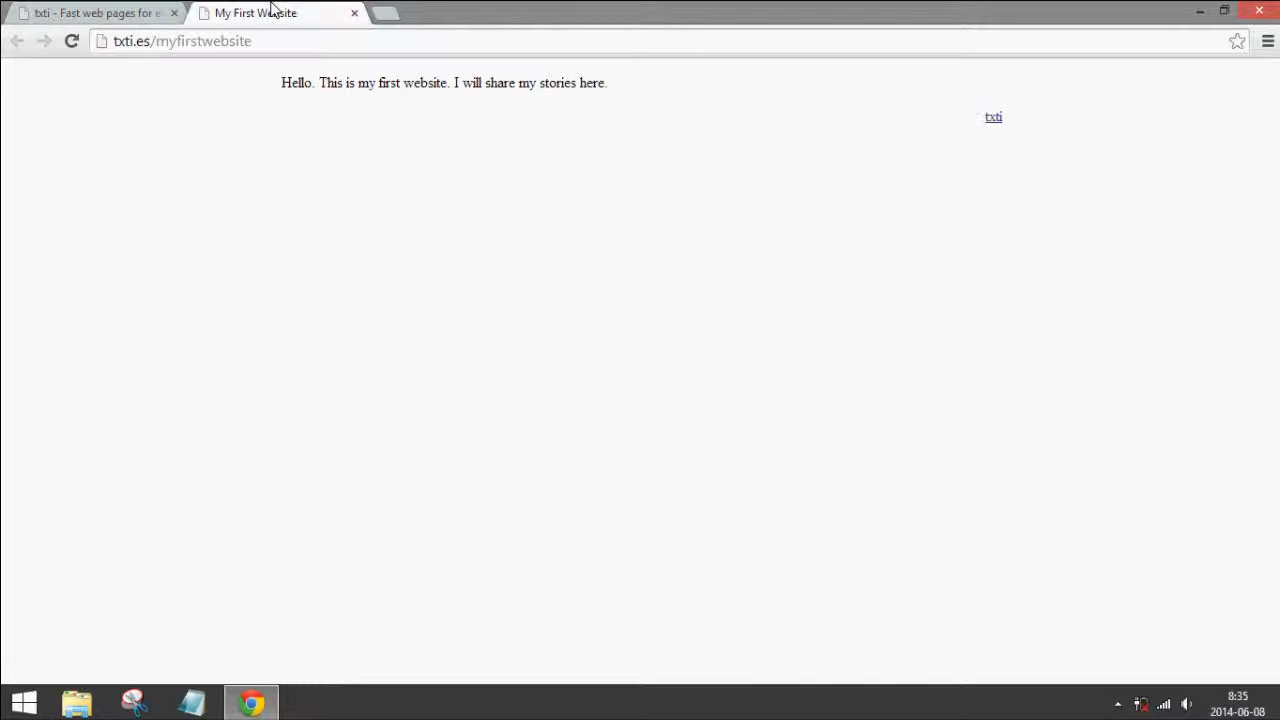 txti - Fast web pages for e
My First Website
txti.es/myfirstwebsite
Hello. This is my first website. I will share my stories here.
txti
8:35
2014-06-08